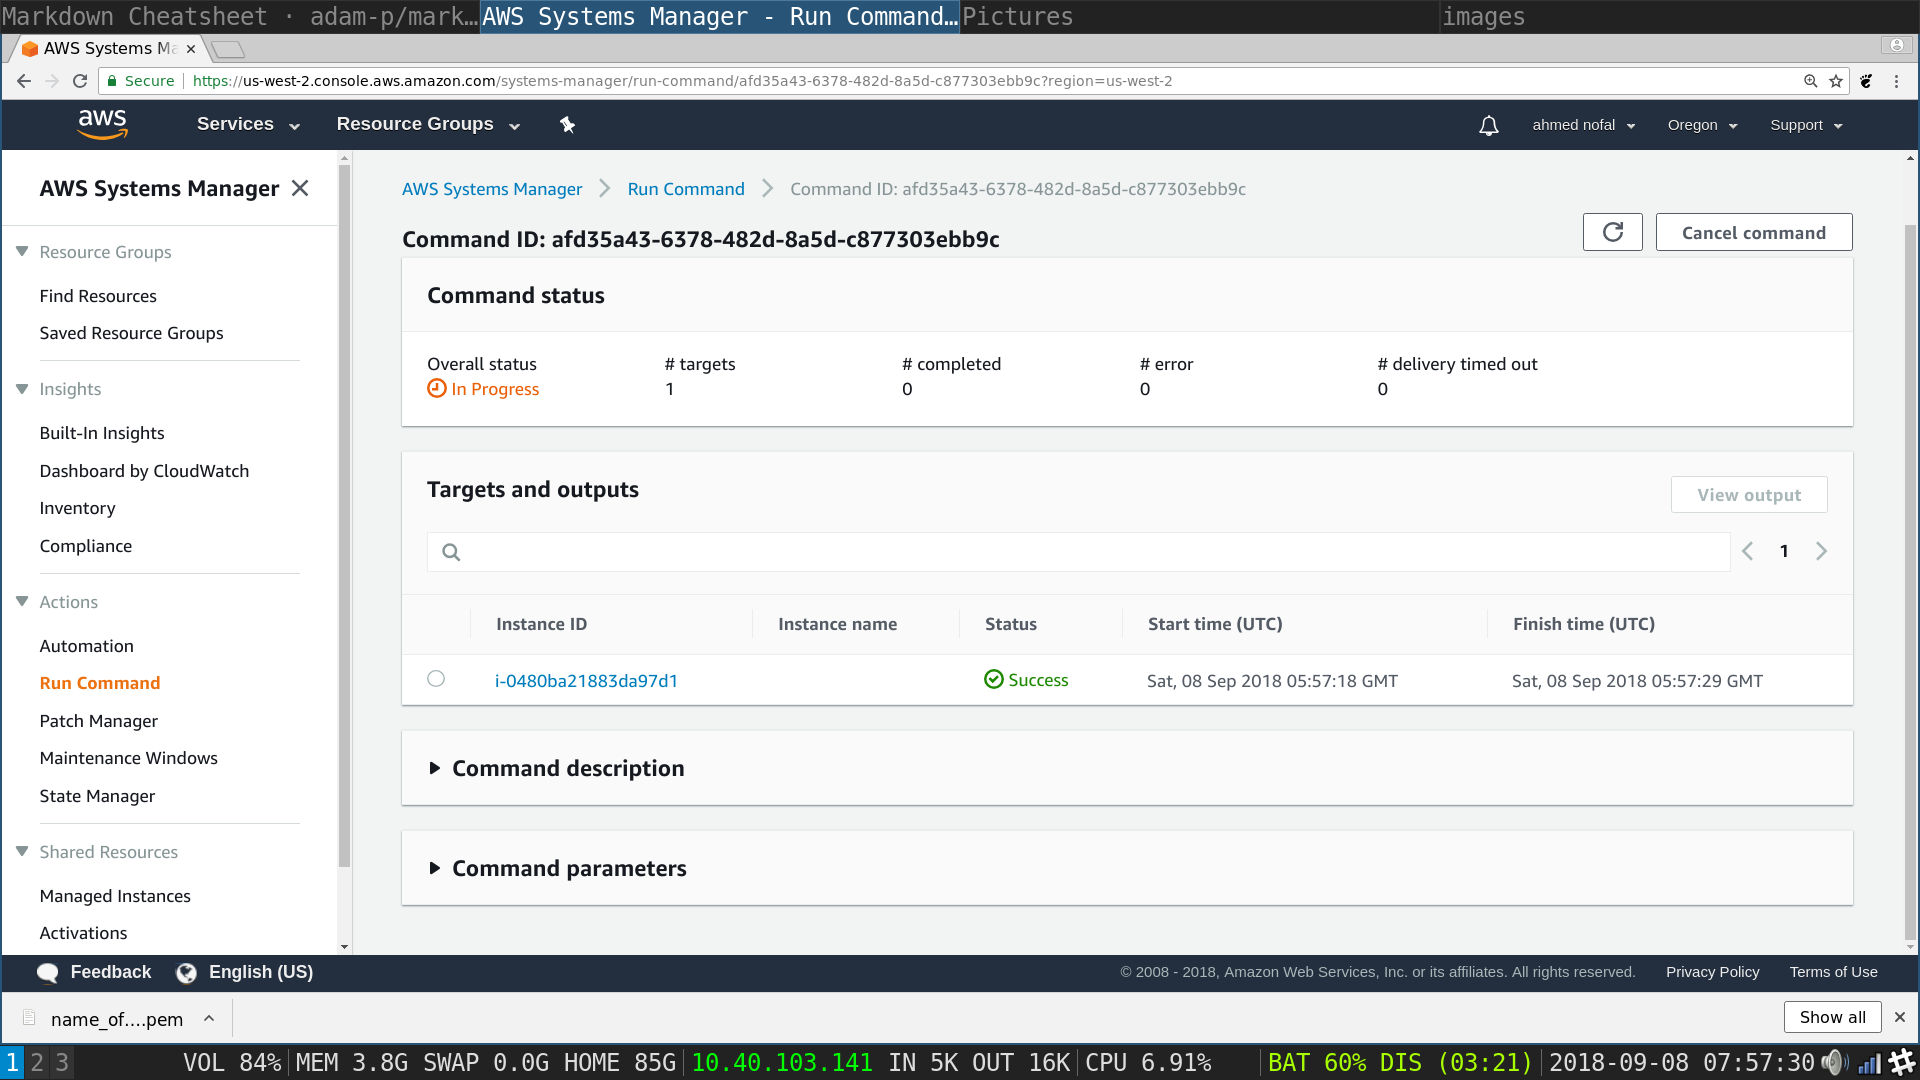 Markdown Cheatsheet · adam-p/mark… AWS Systems Manager - Run Command… Pictures images
AWS Systems Ma
Secure https://us-west-2.console.aws.amazon.com/systems-manager/run-command/afd35a43-6378-482d-8a5d-c877303ebb9c?region=us-west-2
aws Services Resource Groups ahmed nofal Oregon Support
AWS Systems Manager
Resource Groups
Find Resources
Saved Resource Groups
Insights
Built-In Insights
Dashboard by CloudWatch
Inventory
Compliance
Actions
Automation
Run Command
Patch Manager
Maintenance Windows
State Manager
Shared Resources
Managed Instances
Activations
AWS Systems Manager Run Command Command ID: afd35a43-6378-482d-8a5d-c877303ebb9c
Command ID: afd35a43-6378-482d-8a5d-c877303ebb9c Cancel command
Command status
Overall status # targets # completed # error # delivery timed out
In Progress 1 0 0 0
Targets and outputs View output
1
Instance ID Instance name Status Start time (UTC) Finish time (UTC)
i-0480ba21883da97d1 Success Sat, 08 Sep 2018 05:57:18 GMT Sat, 08 Sep 2018 05:57:29 GMT
Command description
Command parameters
Feedback English (US) © 2008 - 2018, Amazon Web Services, Inc. or its affiliates. All rights reserved. Privacy Policy Terms of Use
name_of....pem Show all
1 2 3 VOL 84% MEM 3.8G SWAP 0.0G HOME 85G 10.40.103.141 IN 5K OUT 16K CPU 6.91% BAT 60% DIS (03:21) 2018-09-08 07:57:30